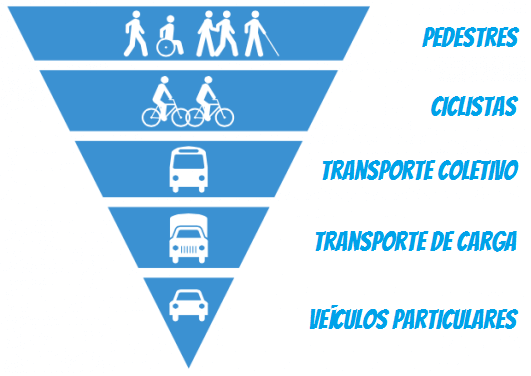 PEDESTRES
CICLISTAS
TRANSPORTE COLETIVO
TRANSPORTE DE CARGA
VEÍCULOS PARTICULARES